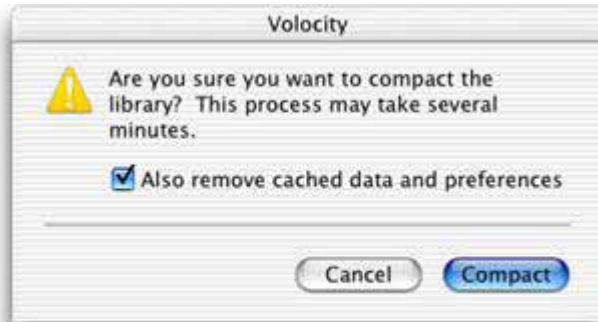 Volocity
Are you sure you want to compact the
library? This process may take several
minutes.
Also remove cached data and preferences
Cancel
Compact